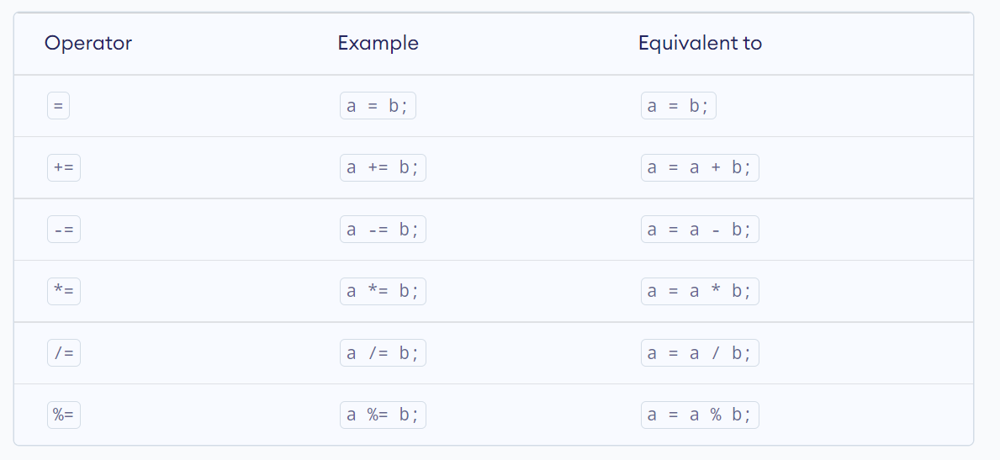 Operator Example Equivalent to
= a = b; a = b;
+= a += b; a = a + b;
-= a -= b; a = a - b;
*= a *= b; a = a * b;
/= a /= b; a = a / b;
%= a %= b; a = a % b;